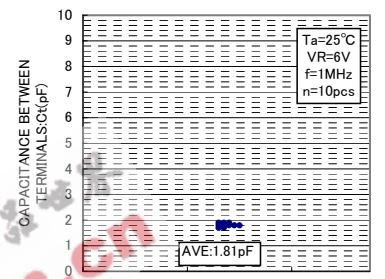 CAPACITANCE BETWEEN
TERMINALS:Ct(pF)
10
9
8
7
6
5
4
3
2
1
0
Ta=25℃
VR=6V
f=1MHz
n=10pcs
AVE:1.81pF
.cn